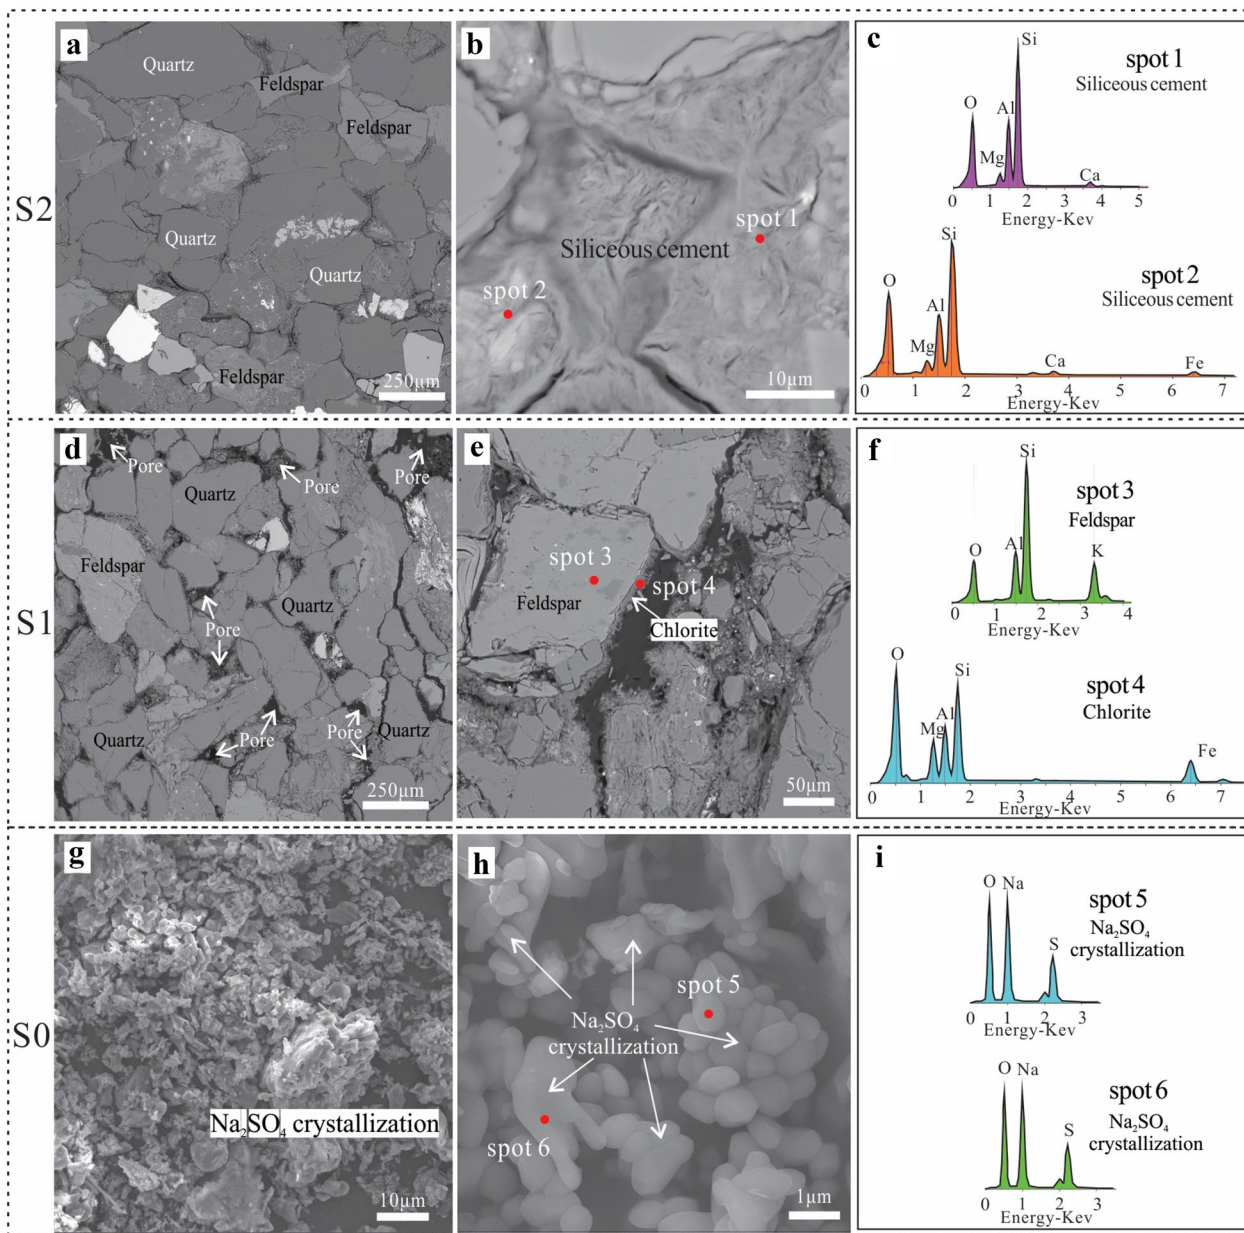 S2
a
Quartz
Feldspar
Feldspar
Quartz
Quartz
Feldspar
250μm
b
spot 1
Siliceous cement
spot 2
10μm
c
Si
spot 1
Siliceous cement
O
Al
Mg
Ca
0 1 2 3 4 5
Energy-Kev
Si
spot 2
Siliceous cement
O
Al
Mg
Ca
Fe
0 1 2 3 4 5 6 7
Energy-Kev
S1
d
Pore
Pore
Pore
Quartz
Feldspar
Quartz
Pore
Quartz
Pore
Pore
Quartz
250μm
e
spot 3
spot 4
Feldspar
Chlorite
50μm
f
Si
spot 3
Feldspar
O
Al
K
0 1 2 3 4
Energy-Kev
O
Si
spot 4
Chlorite
Al
Mg
Fe
0 1 2 3 4 5 6 7
Energy-Kev
S0
g
Na₂SO₄ crystallization
10μm
h
spot 5
Na₂SO₄
crystallization
spot 6
1μm
i
O Na
spot 5
Na₂SO₄
crystallization
S
0 1 2 3
Energy-Kev
O Na
spot 6
Na₂SO₄
crystallization
S
0 1 2 3
Energy-Kev